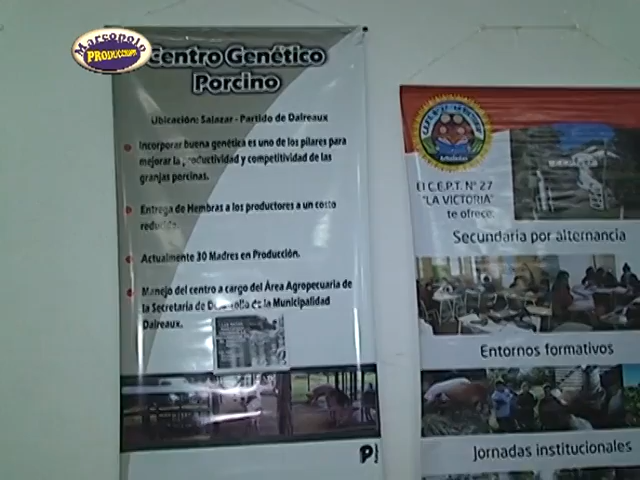 Marcopolo
PRODUCCIONES
Centro Genético
Porcino
Ubicación: Salazar - Partido de Daireaux
Incorporar buena genética es uno de los pilares para
mejorar la productividad y competitividad de las
granjas porcinas.
Entrega de Hembras a los productores a un costo
reducido.
Actualmente 30 Madres en Producción.
Manejo del centro a cargo del Área Agropecuaria de
la Secretaria de Desarrollo de la Municipalidad
Daireaux.
El C.E.P.T. Nº 27
"LA VICTORIA"
te ofrece:
Secundaria por alternancia
Entornos formativos
Jornadas institucionales